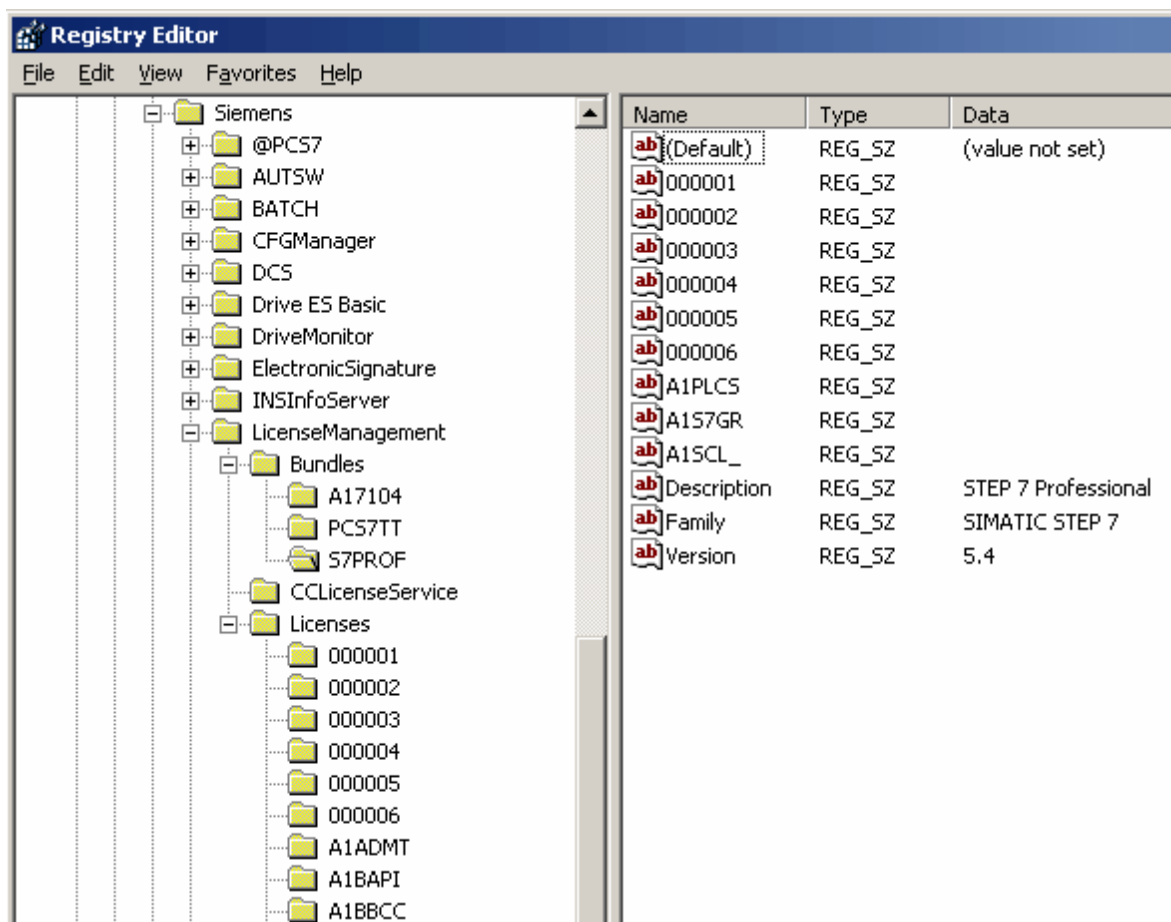 Registry Editor
File Edit View Favorites Help
Siemens
@PCS7
AUTSW
BATCH
CFGManager
DCS
Drive ES Basic
DriveMonitor
ElectronicSignature
INSInfoServer
LicenseManagement
Bundles
A17104
PCS7TT
S7PROF
CCLicenseService
Licenses
000001
000002
000003
000004
000005
000006
A1ADMT
A1BAPI
A1BBCC
Name Type Data
(Default) REG_SZ (value not set)
000001 REG_SZ
000002 REG_SZ
000003 REG_SZ
000004 REG_SZ
000005 REG_SZ
000006 REG_SZ
A1PLCS REG_SZ
A1S7GR REG_SZ
A1SCL_ REG_SZ
Description REG_SZ STEP 7 Professional
Family REG_SZ SIMATIC STEP 7
Version REG_SZ 5.4